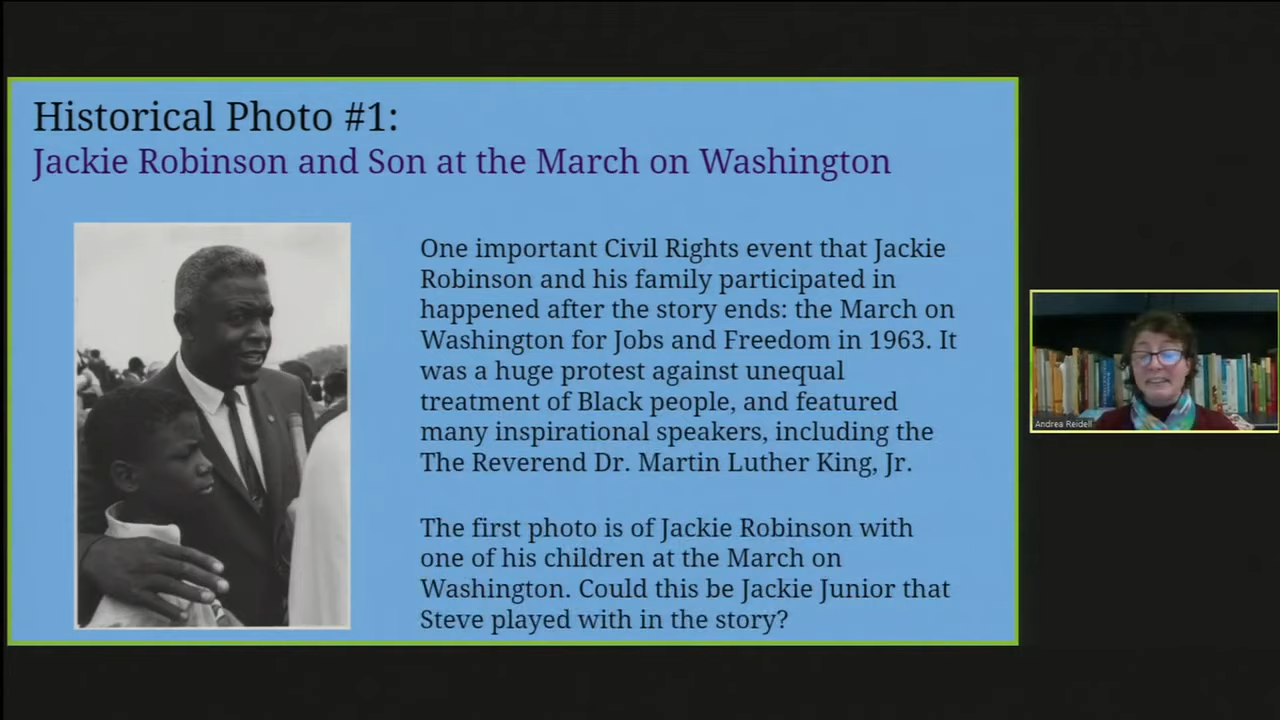 Historical Photo #1:
Jackie Robinson and Son at the March on Washington
One important Civil Rights event that Jackie
Robinson and his family participated in
happened after the story ends: the March on
Washington for Jobs and Freedom in 1963. It
was a huge protest against unequal
treatment of Black people, and featured
many inspirational speakers, including the
The Reverend Dr. Martin Luther King, Jr.
The first photo is of Jackie Robinson with
one of his children at the March on
Washington. Could this be Jackie Junior that
Steve played with in the story?
Andrea Reidell